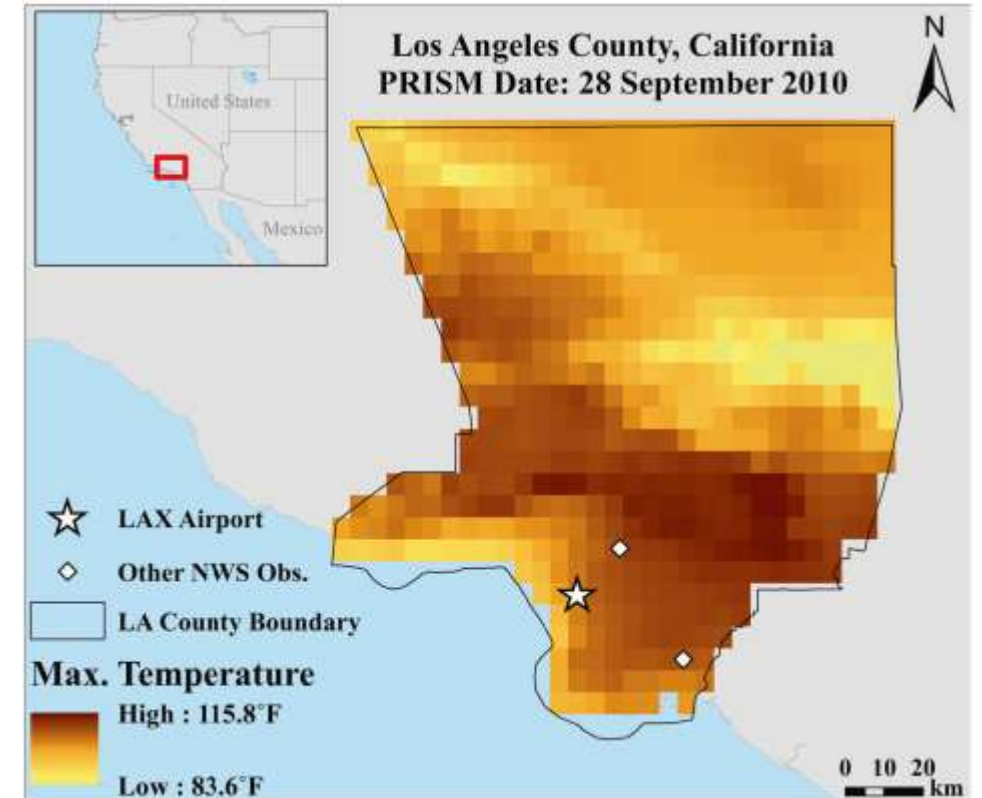 Los Angeles County, California
PRISM Date: 28 September 2010
N
United States
Mexico
LAX Airport
Other NWS Obs.
LA County Boundary
Max. Temperature
High : 115.8°F
Low : 83.6°F
0 10 20
km